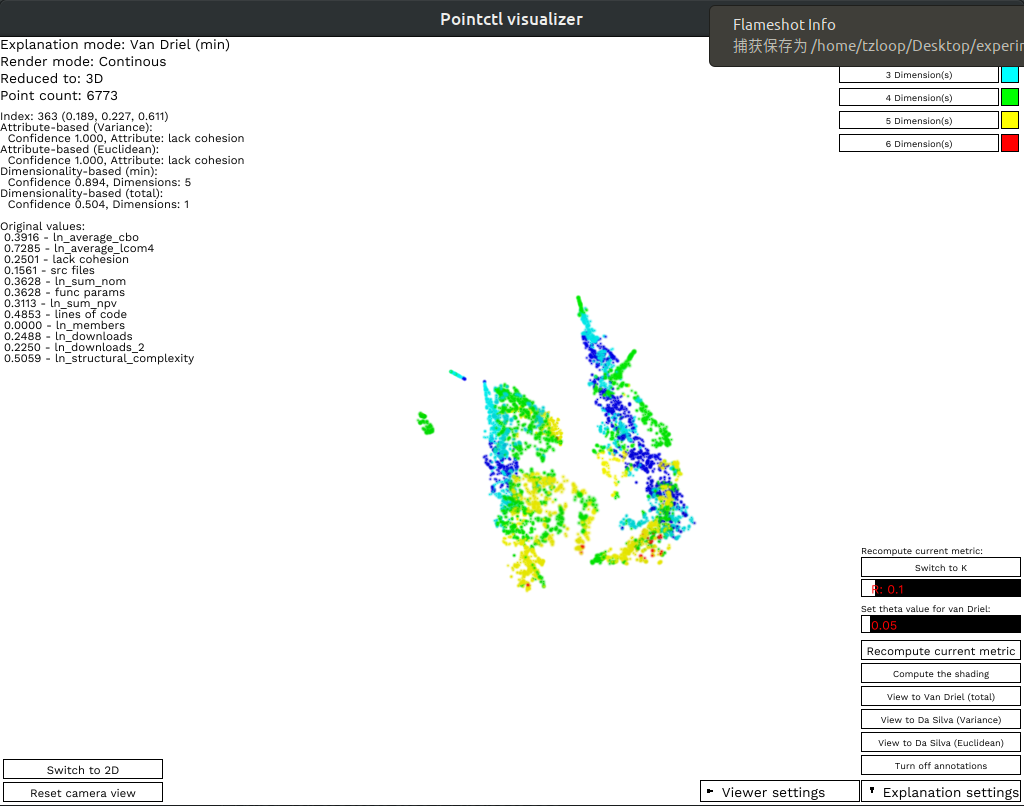 Pointctl visualizer
Flameshot Info
捕获保存为 /home/tzloop/Desktop/experim
Explanation mode: Van Driel (min)
Render mode: Continous
Reduced to: 3D
Point count: 6773
Index: 363 (0.189, 0.227, 0.611)
Attribute-based (Variance):
Confidence 1.000, Attribute: lack cohesion
Attribute-based (Euclidean):
Confidence 1.000, Attribute: lack cohesion
Dimensionality-based (min):
Confidence 0.894, Dimensions: 5
Dimensionality-based (total):
Confidence 0.504, Dimensions: 1
Original values:
0.3916 - ln_average_cbo
0.7285 - ln_average_lcom4
0.2501 - lack cohesion
0.1561 - src files
0.3628 - ln_sum_nom
0.3628 - func params
0.3113 - ln_sum_npv
0.4853 - lines of code
0.0000 - ln_members
0.2488 - ln_downloads
0.2250 - ln_downloads_2
0.5059 - ln_structural_complexity
3 Dimension(s)
4 Dimension(s)
5 Dimension(s)
6 Dimension(s)
Recompute current metric:
Switch to K
R: 0.1
Set theta value for van Driel:
0.05
Recompute current metric
Compute the shading
View to Van Driel (total)
View to Da Silva (Variance)
View to Da Silva (Euclidean)
Turn off annotations
Switch to 2D
Reset camera view
Viewer settings
Explanation settings